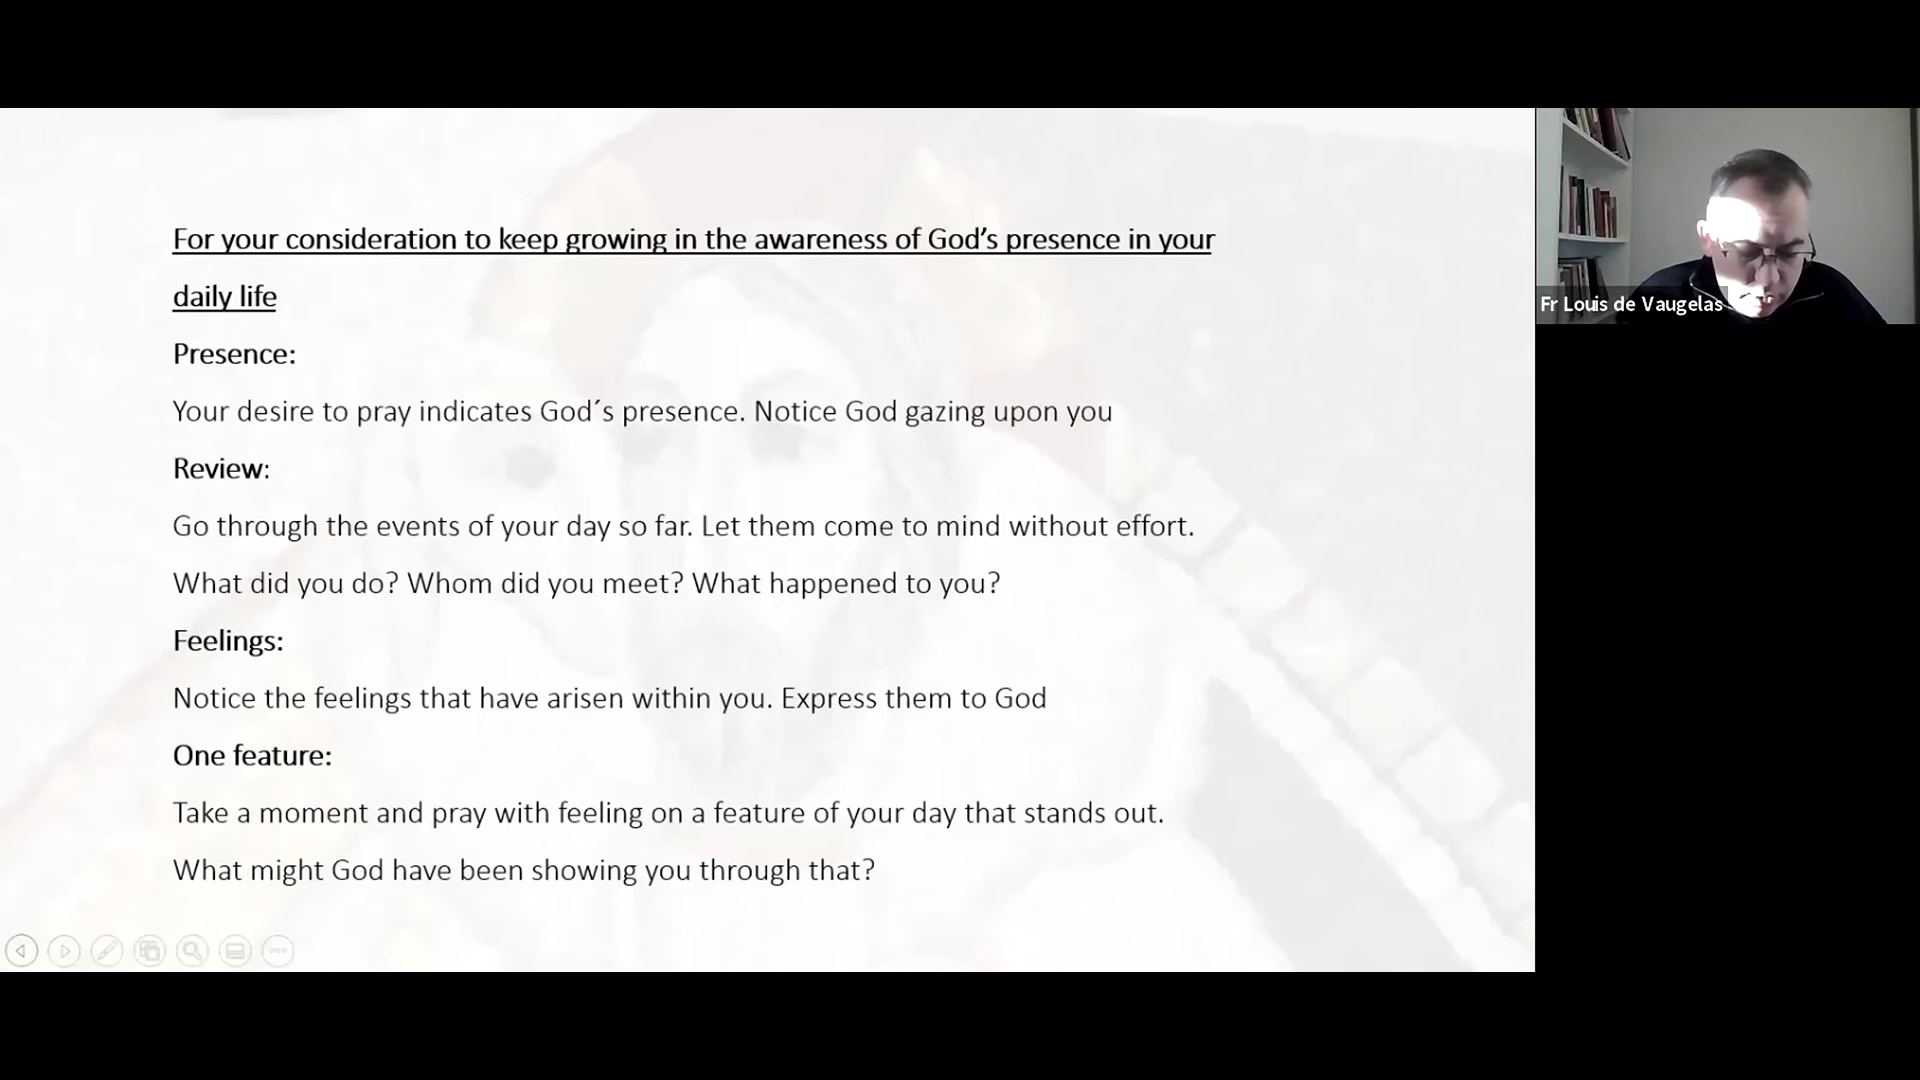 For your consideration to keep growing in the awareness of God’s presence in your
daily life
Presence:
Your desire to pray indicates God´s presence. Notice God gazing upon you
Review:
Go through the events of your day so far. Let them come to mind without effort.
What did you do? Whom did you meet? What happened to you?
Feelings:
Notice the feelings that have arisen within you. Express them to God
One feature:
Take a moment and pray with feeling on a feature of your day that stands out.
What might God have been showing you through that?
Fr Louis de Vaugelas